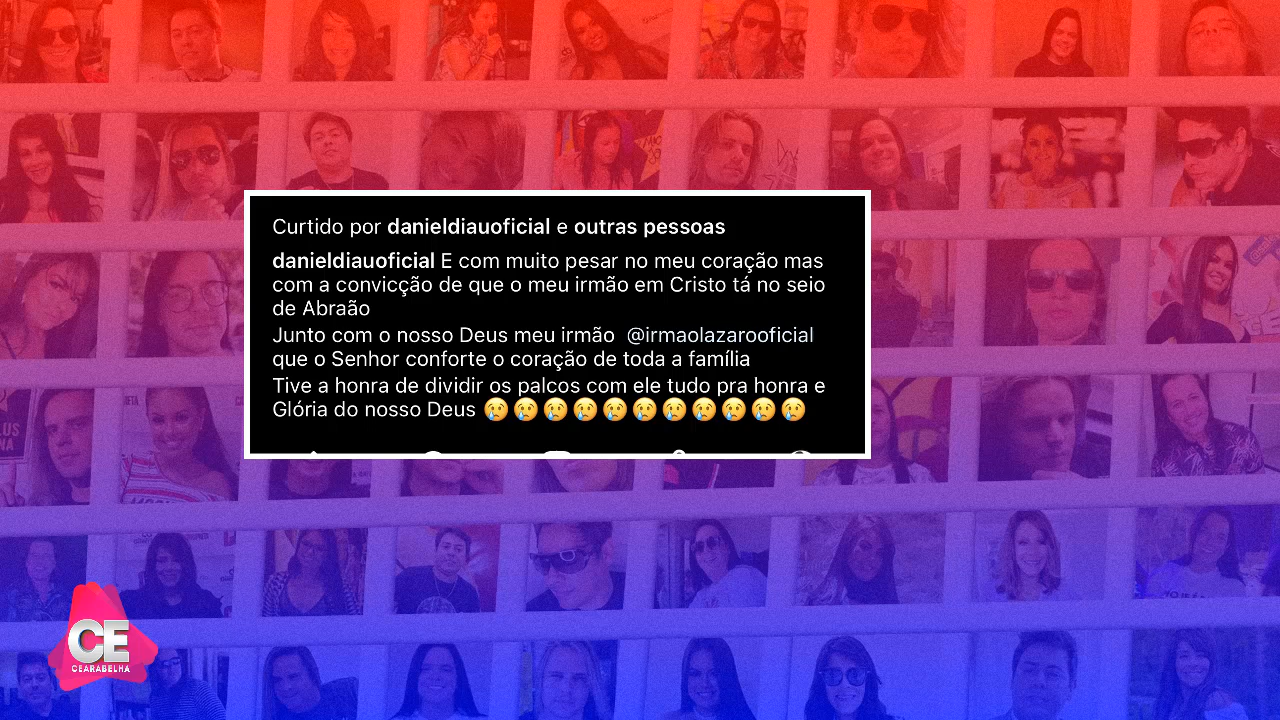 Curtido por danieldiauoficial e outras pessoas
danieldiauoficial E com muito pesar no meu coração mas
com a convicção de que o meu irmão em Cristo tá no seio
de Abraão
Junto com o nosso Deus meu irmão @irmaolazarooficial
que o Senhor conforte o coração de toda a família
Tive a honra de dividir os palcos com ele tudo pra honra e
Glória do nosso Deus 😢😢😢😢😢😢😢😢😢😢😢
CE
CEARABELHA